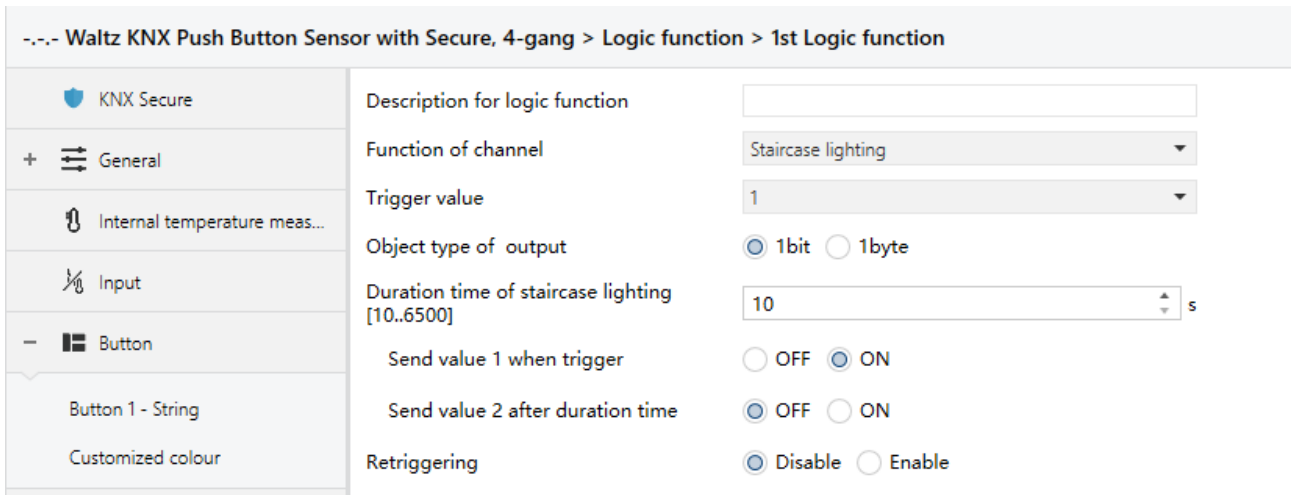 -.-.- Waltz KNX Push Button Sensor with Secure, 4-gang > Logic function > 1st Logic function
KNX Secure
+ General
Internal temperature meas...
Input
− Button
Button 1 - String
Customized colour
Description for logic function
Function of channel Staircase lighting
Trigger value 1
Object type of output 1bit 1byte
Duration time of staircase lighting
[10..6500] 10 s
Send value 1 when trigger OFF ON
Send value 2 after duration time OFF ON
Retriggering Disable Enable